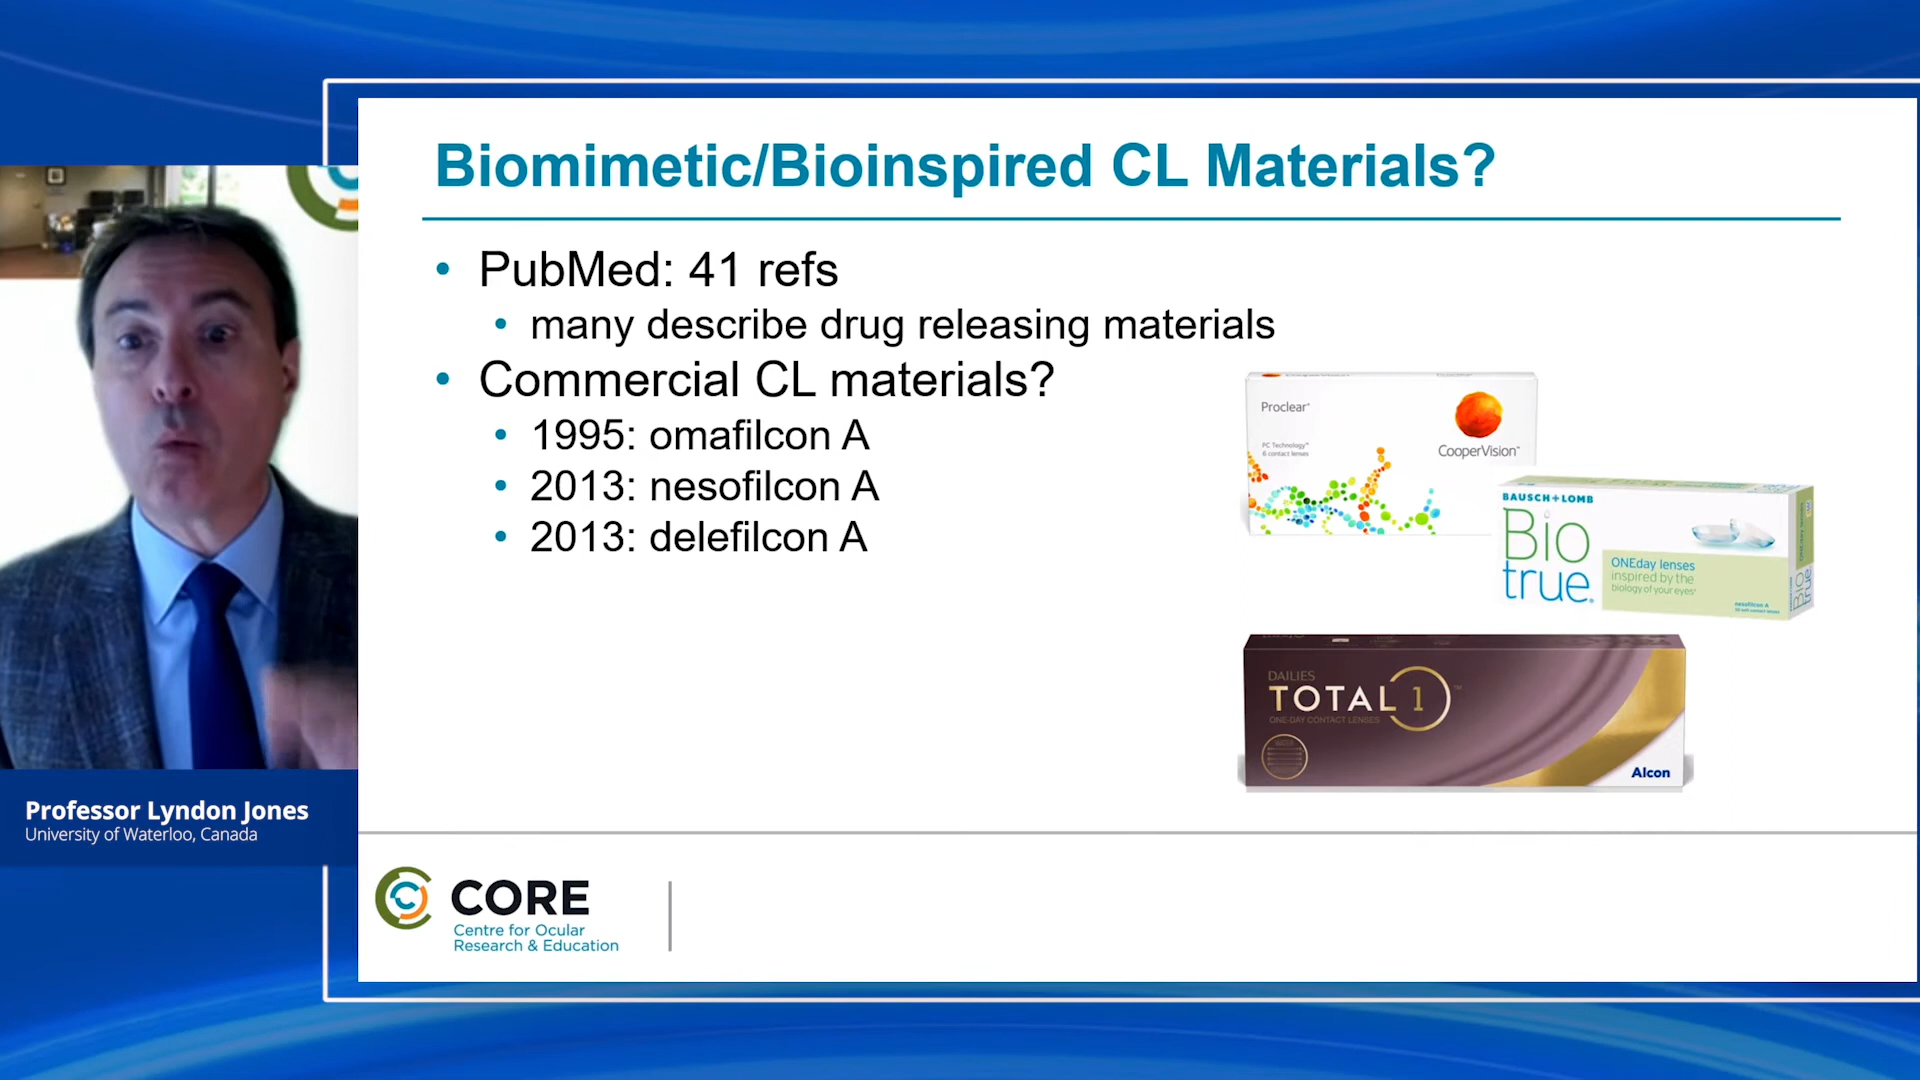 Biomimetic/Bioinspired CL Materials?
• PubMed: 41 refs
• many describe drug releasing materials
• Commercial CL materials?
• 1995: omafilcon A
• 2013: nesofilcon A
• 2013: delefilcon A
Proclear
PC Technology™
6 contact lenses
CooperVision™
BAUSCH+LOMB
Bio
true®
ONEday lenses
inspired by the
biology of your eyes*
nesofilcon A
DAILIES
TOTAL 1™
ONE-DAY CONTACT LENSES
Alcon
Professor Lyndon Jones
University of Waterloo, Canada
CORE
Centre for Ocular
Research & Education